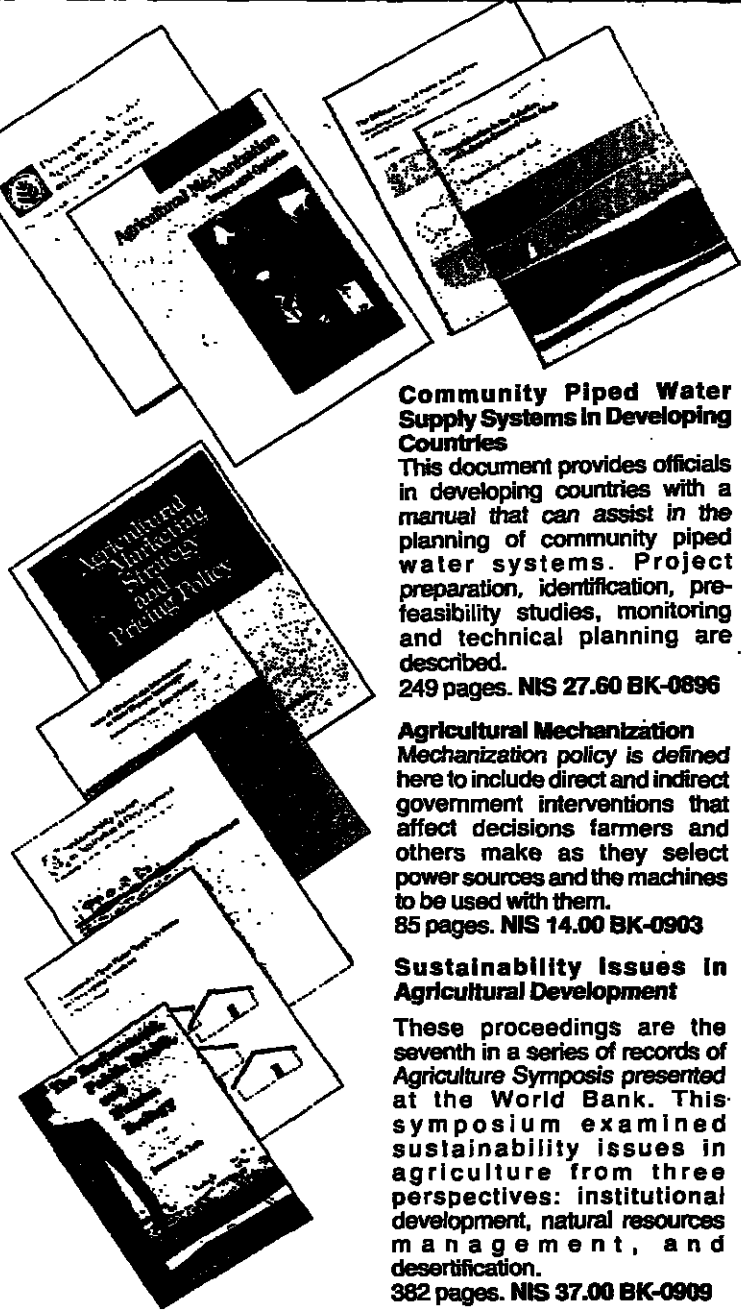 Agricultural Mechanization
Agricultural
Marketing
Strategy
and
Pricing Policy
The Environment,
Public Health,
and
Human
Ecology
Community Piped Water
Supply Systems in Developing
Countries
This document provides officials
in developing countries with a
manual that can assist in the
planning of community piped
water systems. Project
preparation, identification, pre-
feasibility studies, monitoring
and technical planning are
described.
249 pages. NIS 27.60 BK-0896
Agricultural Mechanization
Mechanization policy is defined
here to include direct and indirect
government interventions that
affect decisions farmers and
others make as they select
power sources and the machines
to be used with them.
85 pages. NIS 14.00 BK-0903
Sustainability Issues in
Agricultural Development
These proceedings are the
seventh in a series of records of
Agriculture Symposis presented
at the World Bank. This
symposium examined
sustainability issues in
agriculture from three
perspectives: institutional
development, natural resources
management, and
desertification.
382 pages. NIS 37.00 BK-0909